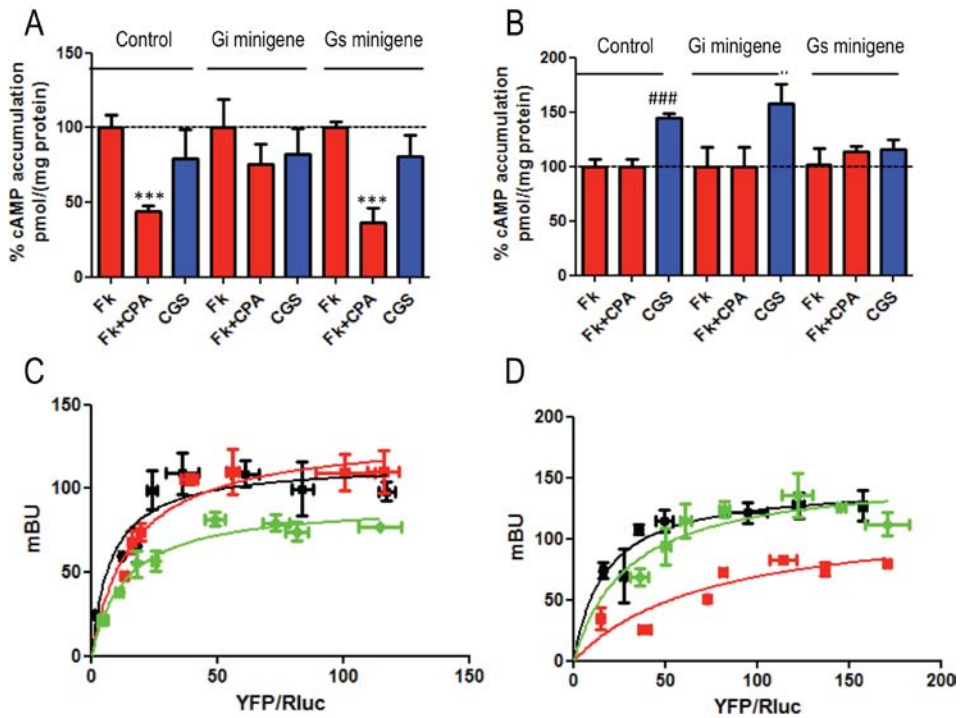 A
Control Gi minigene Gs minigene
% cAMP accumulation
pmol/(mg protein)
150
100
50
0
***
***
Fk Fk+CPA CGS Fk Fk+CPA CGS Fk Fk+CPA CGS
B
Control Gi minigene Gs minigene
% cAMP accumulation
pmol/(mg protein)
200
150
100
50
0
###
Fk Fk+CPA CGS Fk Fk+CPA CGS Fk Fk+CPA CGS
C
mBU
150
100
50
0
0 50 100 150
YFP/Rluc
D
mBU
200
150
100
50
0
0 50 100 150 200
YFP/Rluc